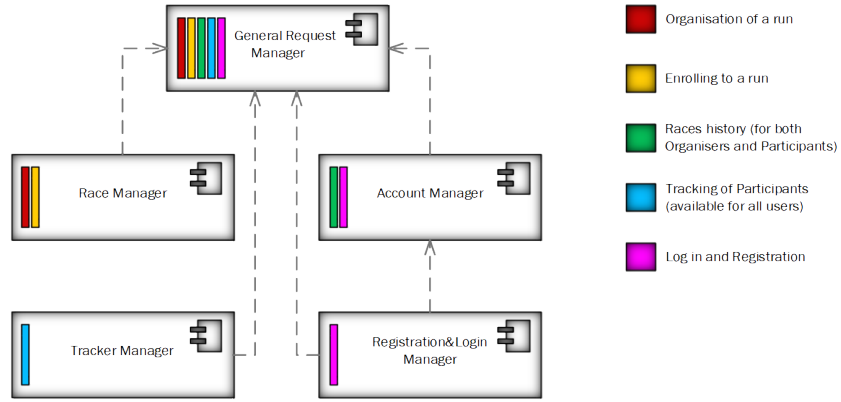 General Request
Manager
Race Manager
Account Manager
Tracker Manager
Registration&Login
Manager
Organisation of a run
Enrolling to a run
Races history (for both
Organisers and Participants)
Tracking of Participants
(available for all users)
Log in and Registration